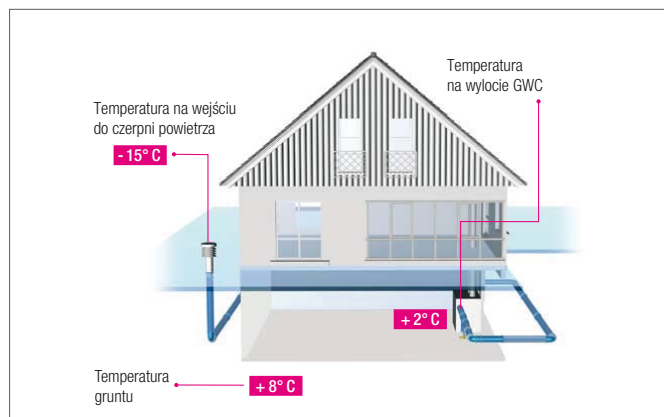 Temperatura
na wylocie GWC
Temperatura na wejściu
do czerpni powietrza
- 15° C
+ 2° C
Temperatura
gruntu
+ 8° C